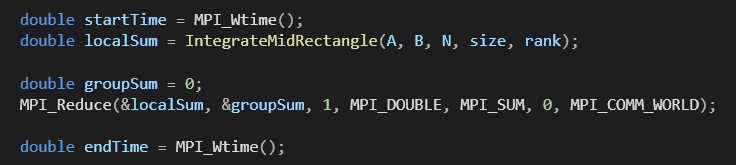 double startTime = MPI_Wtime();
double localSum = IntegrateMidRectangle(A, B, N, size, rank);
double groupSum = 0;
MPI_Reduce(&localSum, &groupSum, 1, MPI_DOUBLE, MPI_SUM, 0, MPI_COMM_WORLD);
double endTime = MPI_Wtime();